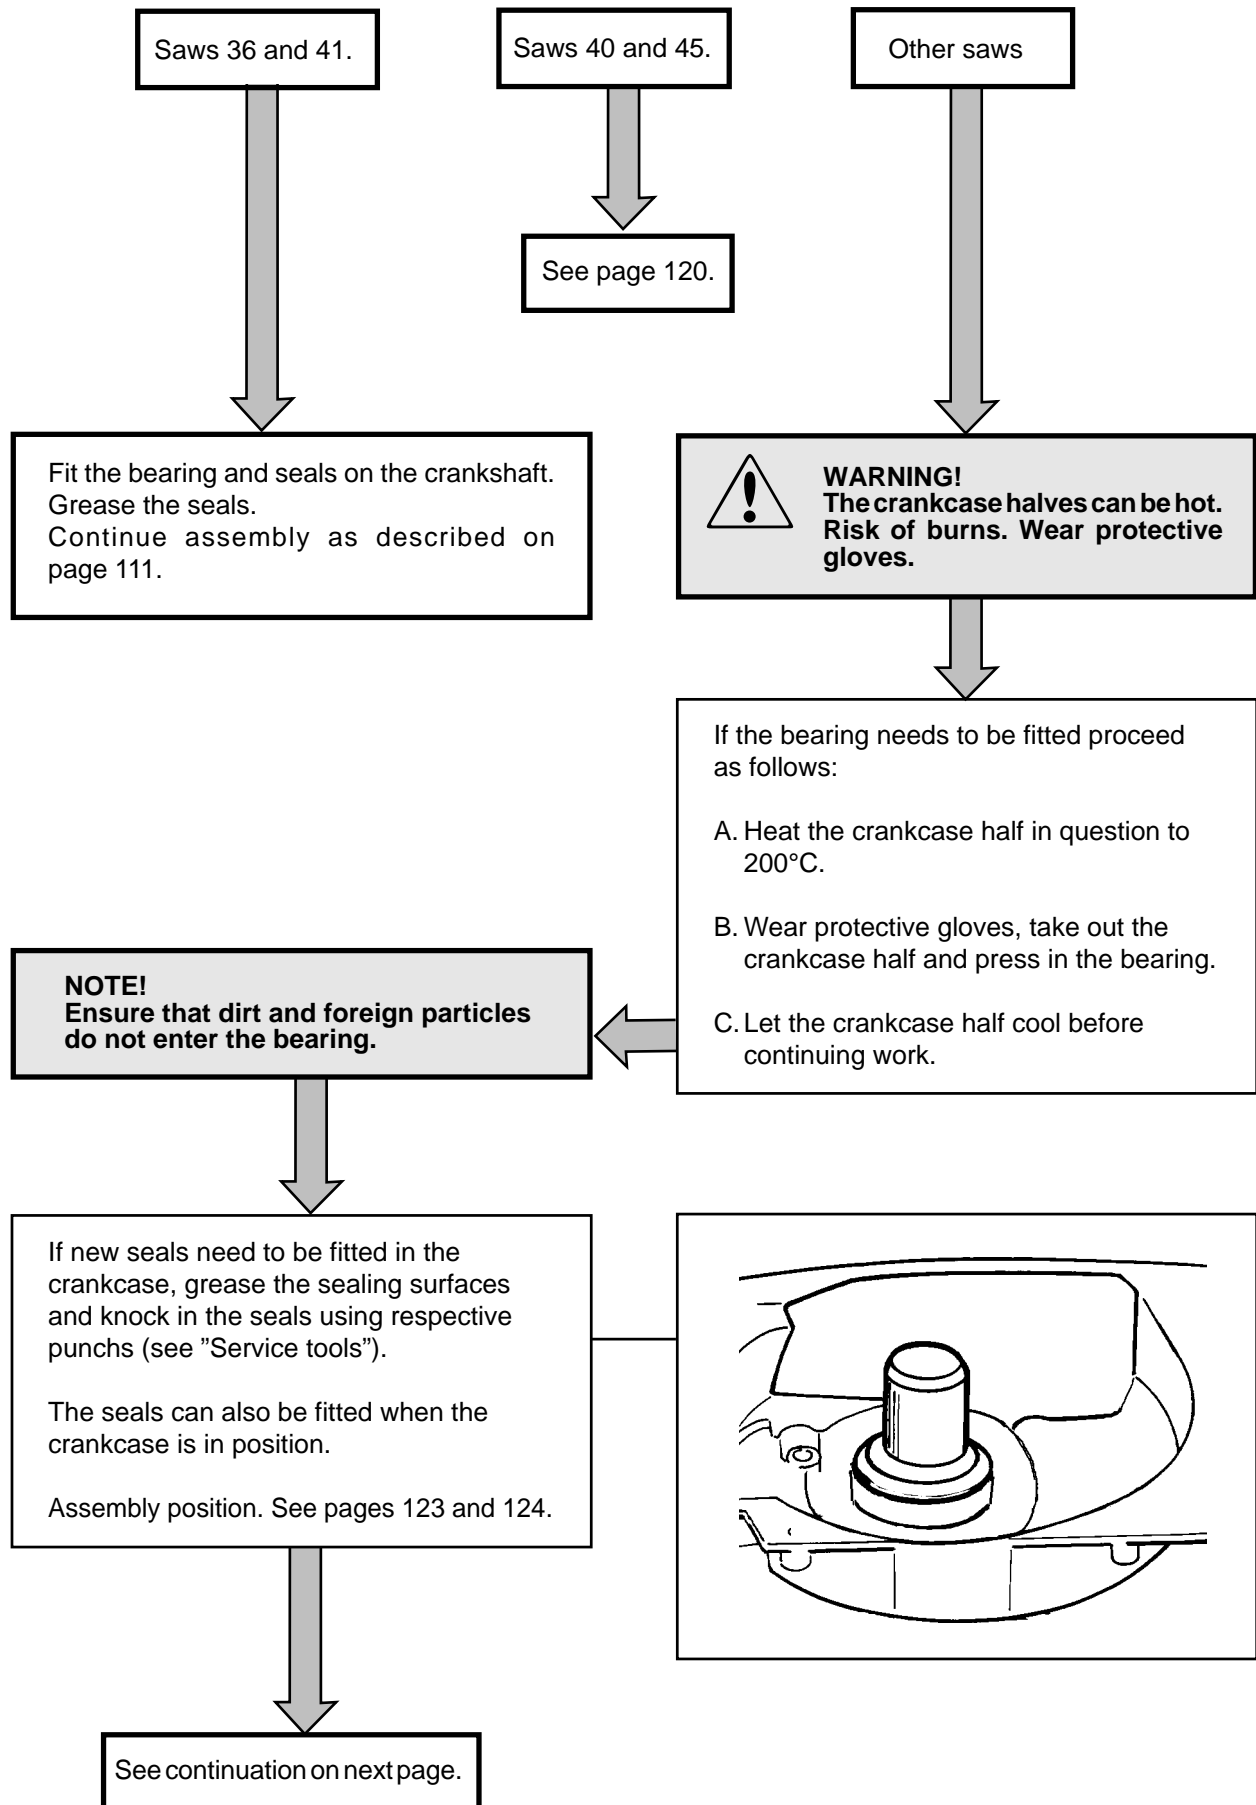 Saws 36 and 41.
Saws 40 and 45.
Other saws
See page 120.
Fit the bearing and seals on the crankshaft.
Grease the seals.
Continue assembly as described on
page 111.
WARNING!
The crankcase halves can be hot.
Risk of burns. Wear protective
gloves.
If the bearing needs to be fitted proceed
as follows:
A. Heat the crankcase half in question to
200°C.
B. Wear protective gloves, take out the
crankcase half and press in the bearing.
C. Let the crankcase half cool before
continuing work.
NOTE!
Ensure that dirt and foreign particles
do not enter the bearing.
If new seals need to be fitted in the
crankcase, grease the sealing surfaces
and knock in the seals using respective
punchs (see ”Service tools”).
The seals can also be fitted when the
crankcase is in position.
Assembly position. See pages 123 and 124.
See continuation on next page.